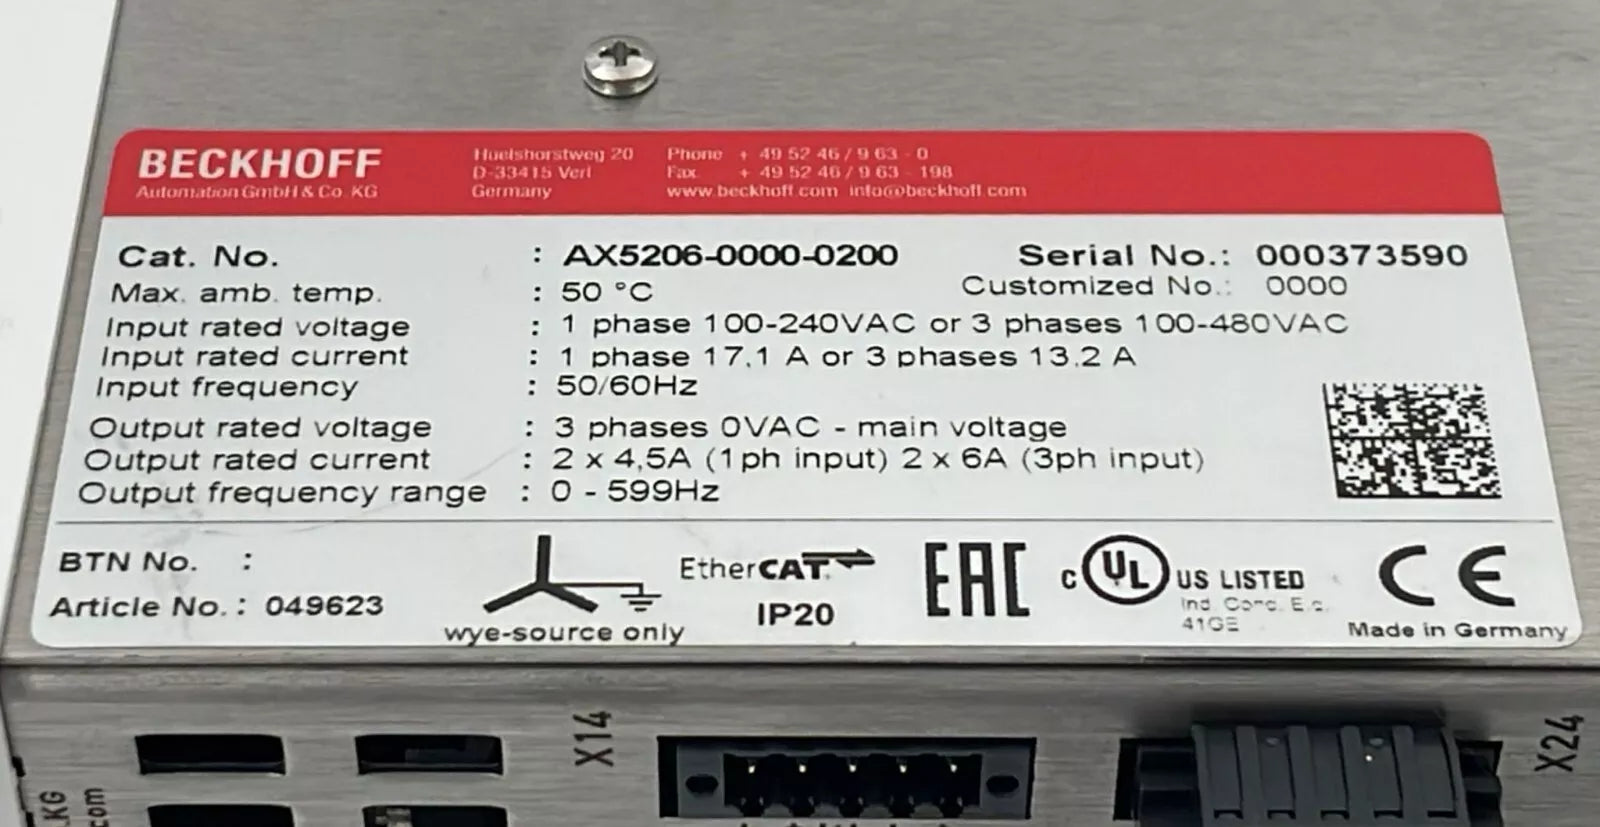 BECKHOFF
Automation GmbH & Co. KG
Huelshorstweg 20
D-33415 Verl
Germany
Phone + 49 52 46 / 9 63 - 0
Fax + 49 52 46 / 9 63 - 198
www.beckhoff.com info@beckhoff.com
Cat. No. : AX5206-0000-0200 Serial No.: 000373590
Max. amb. temp. : 50 °C Customized No.: 0000
Input rated voltage : 1 phase 100-240VAC or 3 phases 100-480VAC
Input rated current : 1 phase 17,1 A or 3 phases 13,2 A
Input frequency : 50/60Hz
Output rated voltage : 3 phases 0VAC - main voltage
Output rated current : 2 x 4,5A (1ph input) 2 x 6A (3ph input)
Output frequency range : 0 - 599Hz
BTN No. :
Article No. : 049623
wye-source only
EtherCAT
IP20
EAC
c UL US LISTED
Ind. Cont. Eq.
41GE
CE
Made in Germany
X14
X24
KG
com